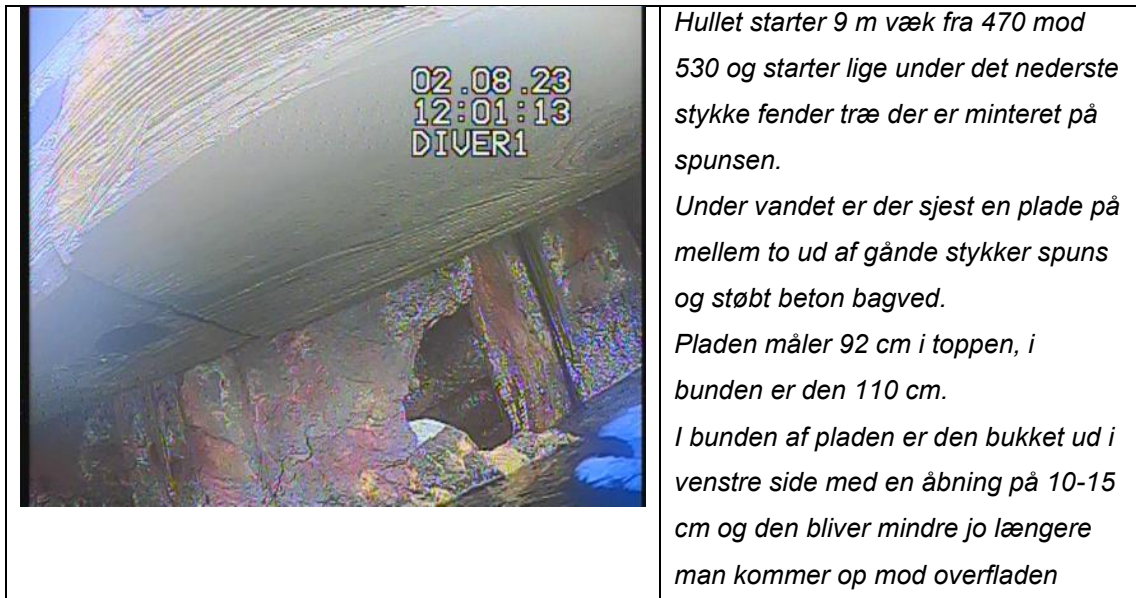 02.08.23
12:01:13
DIVER1
Hullet starter 9 m væk fra 470 mod
530 og starter lige under det nederste
stykke fender træ der er minteret på
spunsen.
Under vandet er der sjest en plade på
mellem to ud af gånde stykker spuns
og støbt beton bagved.
Pladen måler 92 cm i toppen, i
bunden er den 110 cm.
I bunden af pladen er den bukket ud i
venstre side med en åbning på 10-15
cm og den bliver mindre jo længere
man kommer op mod overfladen